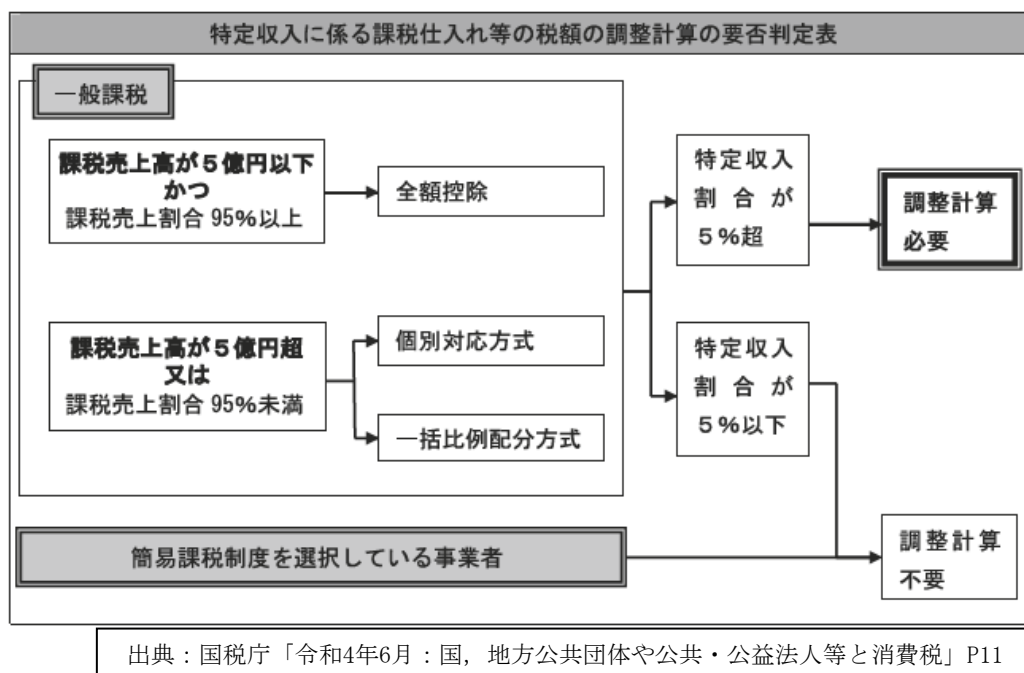 特定収入に係る課税仕入れ等の税額の調整計算の要否判定表
一般課税
課税売上高が５億円以下
かつ
課税売上割合 95%以上
全額控除
課税売上高が５億円超
又は
課税売上割合 95%未満
個別対応方式
一括比例配分方式
特定収入
割合が
５%超
調整計算
必要
特定収入
割合が
５%以下
簡易課税制度を選択している事業者
調整計算
不要
出典：国税庁「令和4年6月：国，地方公共団体や公共・公益法人等と消費税」P11